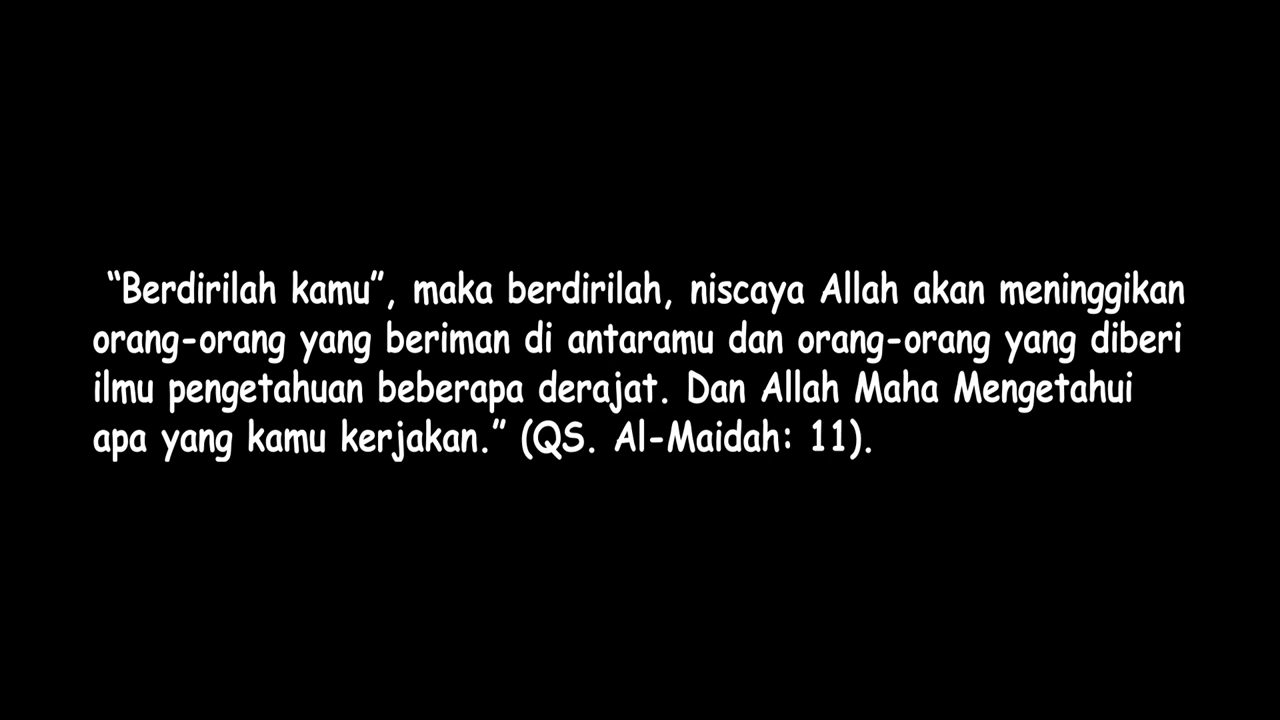 “Berdirilah kamu”, maka berdirilah, niscaya Allah akan meninggikan
orang-orang yang beriman di antaramu dan orang-orang yang diberi
ilmu pengetahuan beberapa derajat. Dan Allah Maha Mengetahui
apa yang kamu kerjakan.” (QS. Al-Maidah: 11).